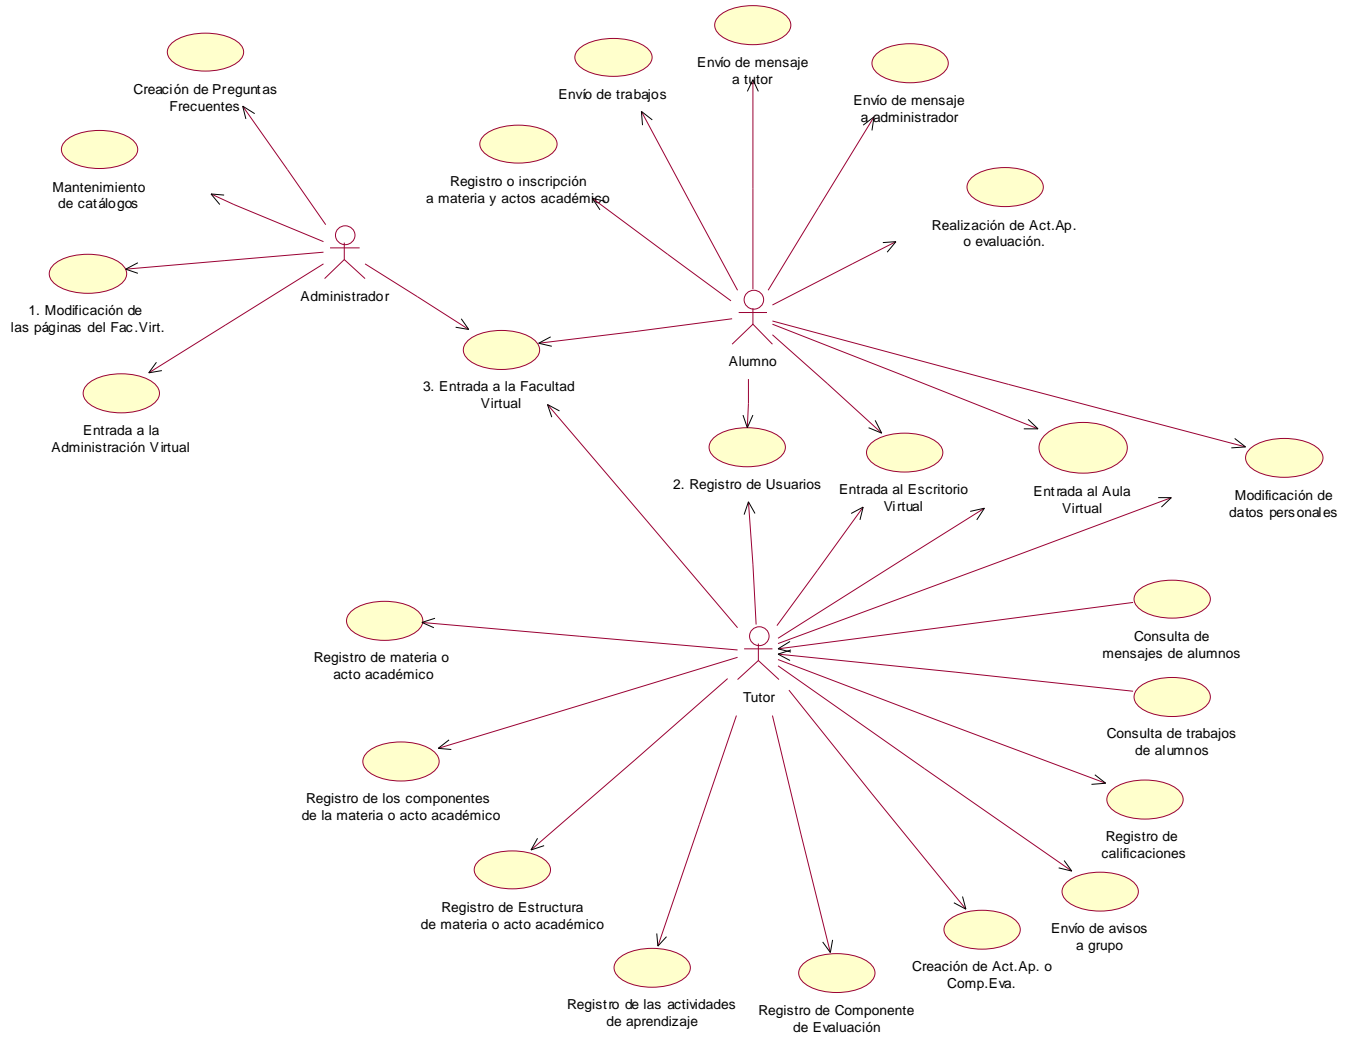 Creación de Preguntas
Frecuentes
Envío de trabajos
Envío de mensaje
a tutor
Envío de mensaje
a administrador
Mantenimiento
de catálogos
Registro o inscripción
a materia y actos académico
Realización de Act.Ap.
o evaluación.
1. Modificación de
las páginas del Fac.Virt.
Administrador
Alumno
Entrada a la
Administración Virtual
3. Entrada a la Facultad
Virtual
2. Registro de Usuarios
Entrada al Escritorio
Virtual
Entrada al Aula
Virtual
Modificación de
datos personales
Registro de materia o
acto académico
Tutor
Consulta de
mensajes de alumnos
Consulta de trabajos
de alumnos
Registro de los componentes
de la materia o acto académico
Registro de
calificaciones
Registro de Estructura
de materia o acto académico
Envío de avisos
a grupo
Creación de Act.Ap. o
Comp.Eva.
Registro de las actividades
de aprendizaje
Registro de Componente
de Evaluación